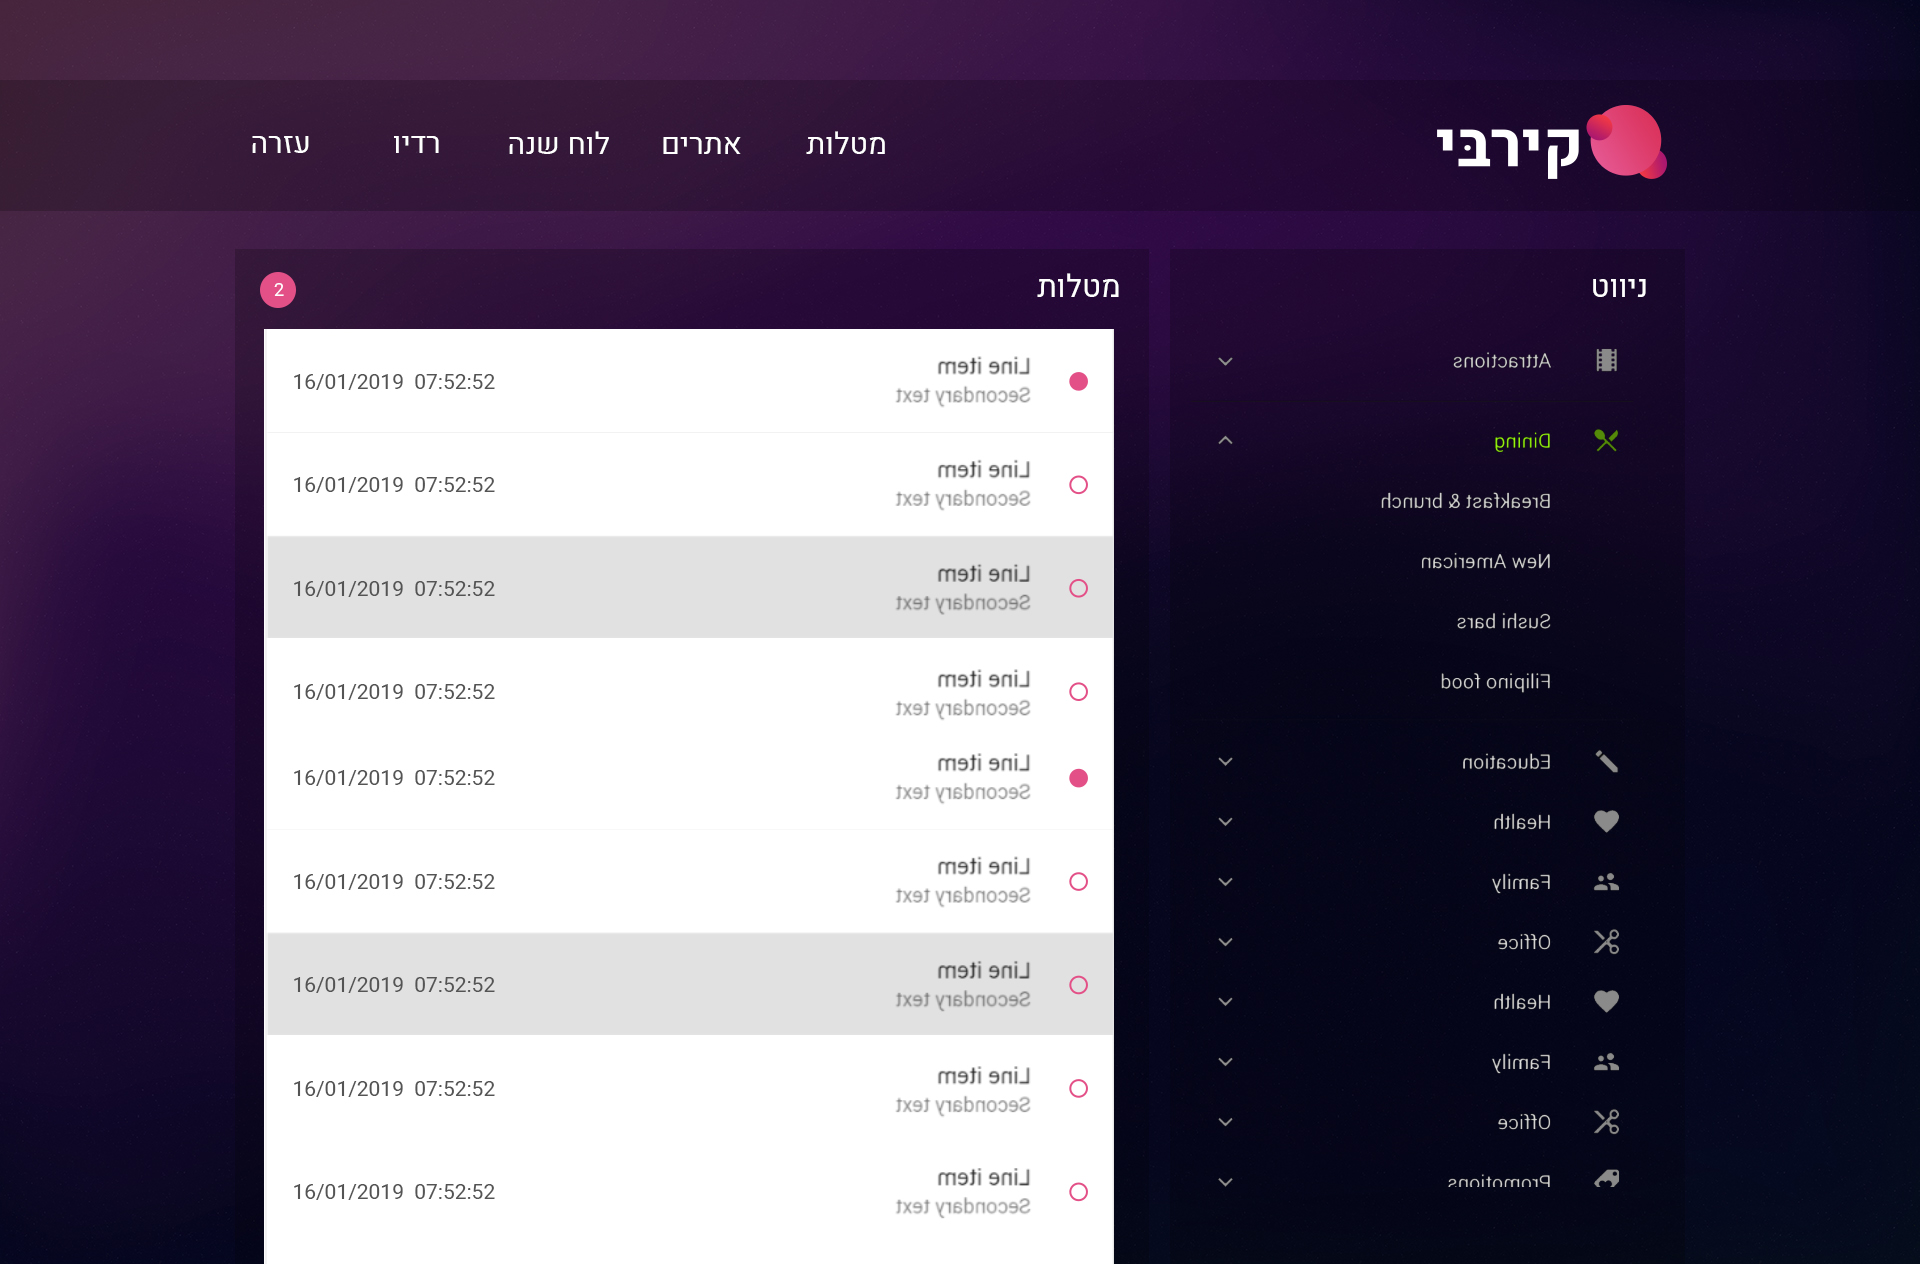 קירבי
מטלות
אתרים
לוח שנה
רדיו
עזרה
ניווט
Attractions
Dining
Breakfast & brunch
New American
Sushi bars
Filipino food
Education
Health
Family
Office
Health
Family
Office
Promotions
מטלות
2
Line item
Secondary text
16/01/2019 07:52:52
Line item
Secondary text
16/01/2019 07:52:52
Line item
Secondary text
16/01/2019 07:52:52
Line item
Secondary text
16/01/2019 07:52:52
Line item
Secondary text
16/01/2019 07:52:52
Line item
Secondary text
16/01/2019 07:52:52
Line item
Secondary text
16/01/2019 07:52:52
Line item
Secondary text
16/01/2019 07:52:52
Line item
Secondary text
16/01/2019 07:52:52